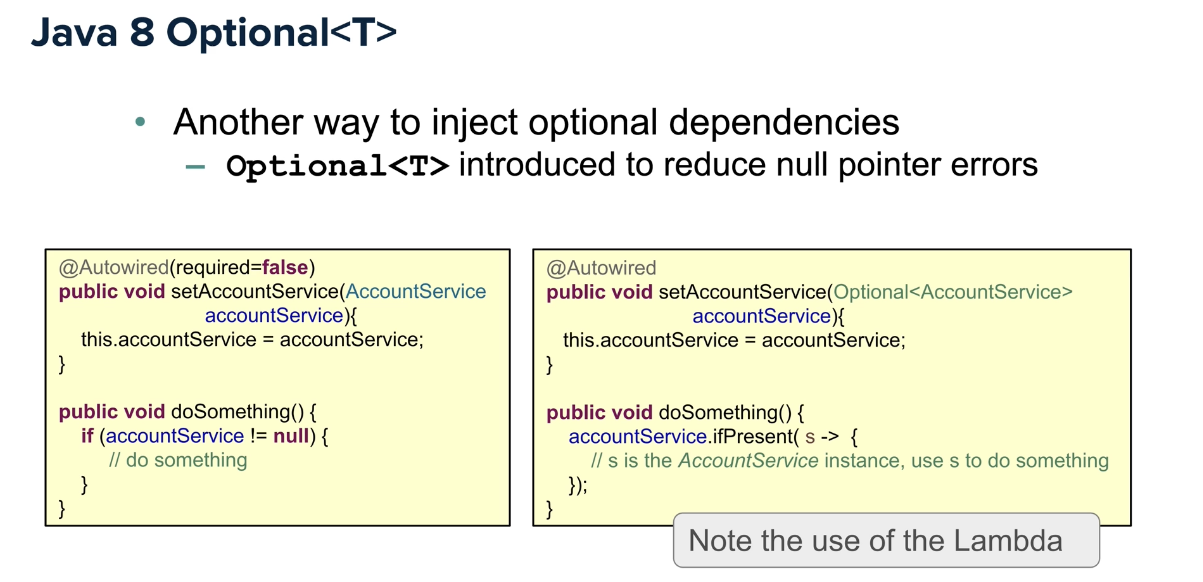 Java 8 Optional<T>
• Another way to inject optional dependencies
– Optional<T> introduced to reduce null pointer errors
@Autowired(required=false)
public void setAccountService(AccountService
accountService){
this.accountService = accountService;
}
public void doSomething() {
if (accountService != null) {
// do something
}
}
@Autowired
public void setAccountService(Optional<AccountService>
accountService){
this.accountService = accountService;
}
public void doSomething() {
accountService.ifPresent( s -> {
// s is the AccountService instance, use s to do something
});
}
Note the use of the Lambda